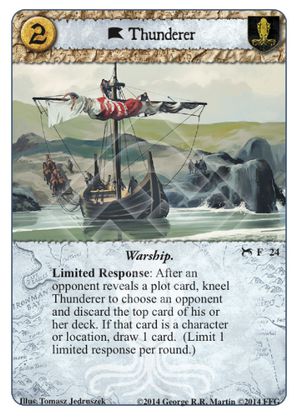 2
Thunderer
Warship.
F 24
Limited Response: After an
opponent reveals a plot card, kneel
Thunderer to choose an opponent
and discard the top card of his or
her deck. If that card is a character
or location, draw 1 card. (Limit 1
limited response per round.)
Illus. Tomasz Jedruszek
©2014 George R.R. Martin ©2014 FFG